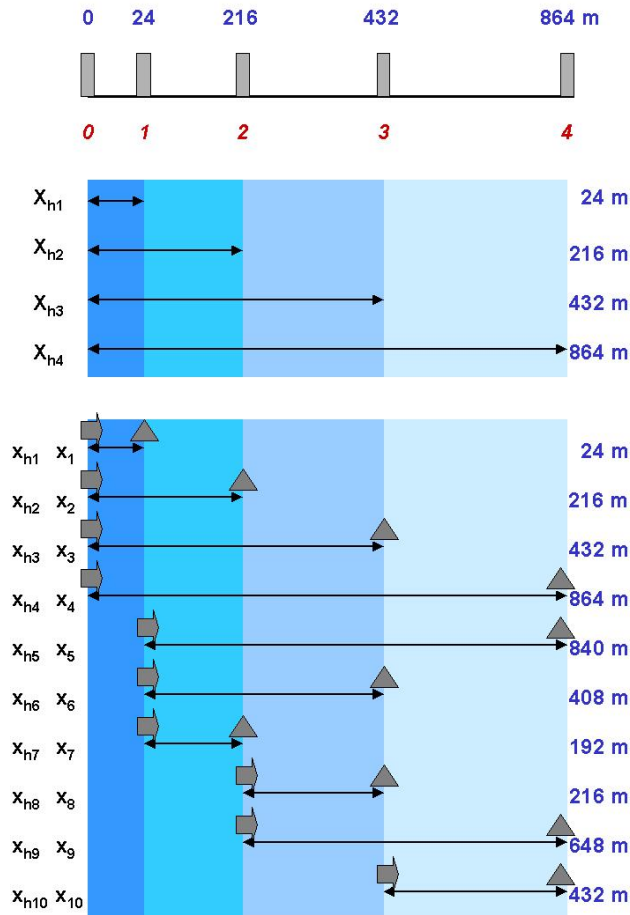 0 24 216 432 864 m
0 1 2 3 4
Xh1 24 m
Xh2 216 m
Xh3 432 m
Xh4 864 m
xh1 x1 24 m
xh2 x2 216 m
xh3 x3 432 m
xh4 x4 864 m
xh5 x5 840 m
xh6 x6 408 m
xh7 x7 192 m
xh8 x8 216 m
xh9 x9 648 m
xh10 x10 432 m